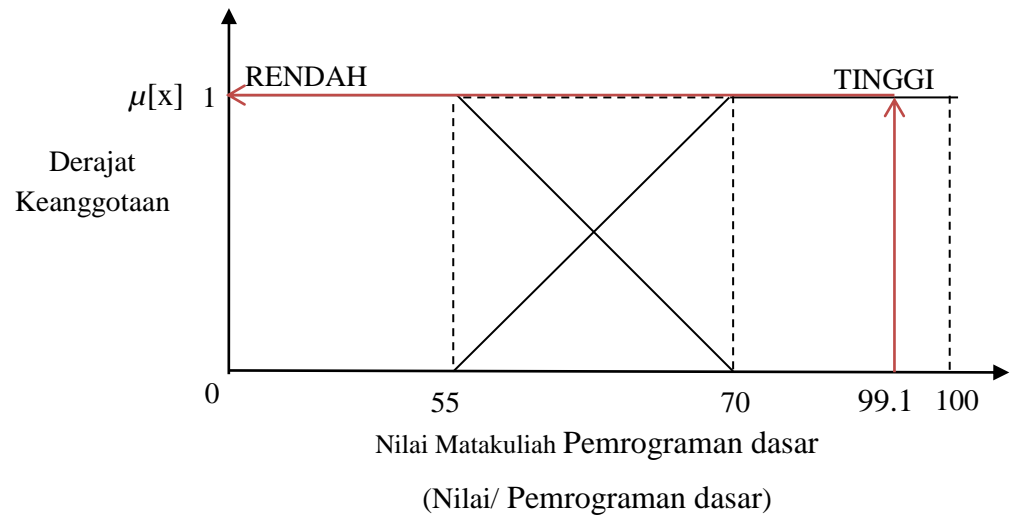 RENDAH
TINGGI
𝜇[x] 1
Derajat
Keanggotaan
0
55 70 99.1 100
Nilai Matakuliah Pemrograman dasar
(Nilai/ Pemrograman dasar)